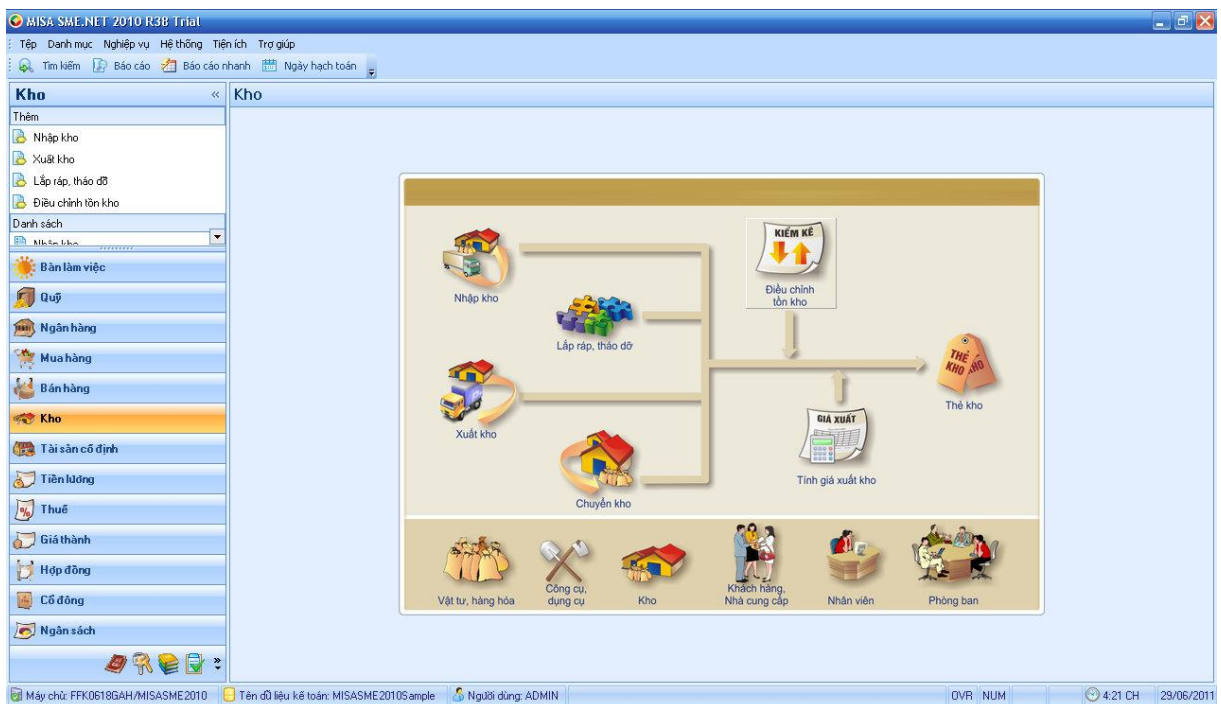 MISA SME.NET 2010 R38 Trial
Tệp Danh mục Nghiệp vụ Hệ thống Tiện ích Trợ giúp
Tìm kiếm Báo cáo Báo cáo nhanh Ngày hạch toán
Kho «
Thêm
Nhập kho
Xuất kho
Lắp ráp, tháo dỡ
Điều chỉnh tồn kho
Danh sách
Nhập kho
Bàn làm việc
Quỹ
Ngân hàng
Mua hàng
Bán hàng
Kho
Tài sản cố định
Tiền lương
Thuế
Giá thành
Hợp đồng
Cổ đông
Ngân sách
Kho
KIỂM KÊ
Điều chỉnh
tồn kho
Nhập kho
Lắp ráp, tháo dỡ
THẺ
KHO
KHO
Thẻ kho
Xuất kho
GIÁ XUẤT
Tính giá xuất kho
Chuyển kho
Vật tư, hàng hóa
Công cụ,
dụng cụ
Kho
Khách hàng,
Nhà cung cấp
Nhân viên
Phòng ban
Máy chủ: FFK0618GAH/MISASME2010 Tên dữ liệu kế toán: MISASME2010Sample Người dùng: ADMIN OVR NUM 4:21 CH 29/06/2011